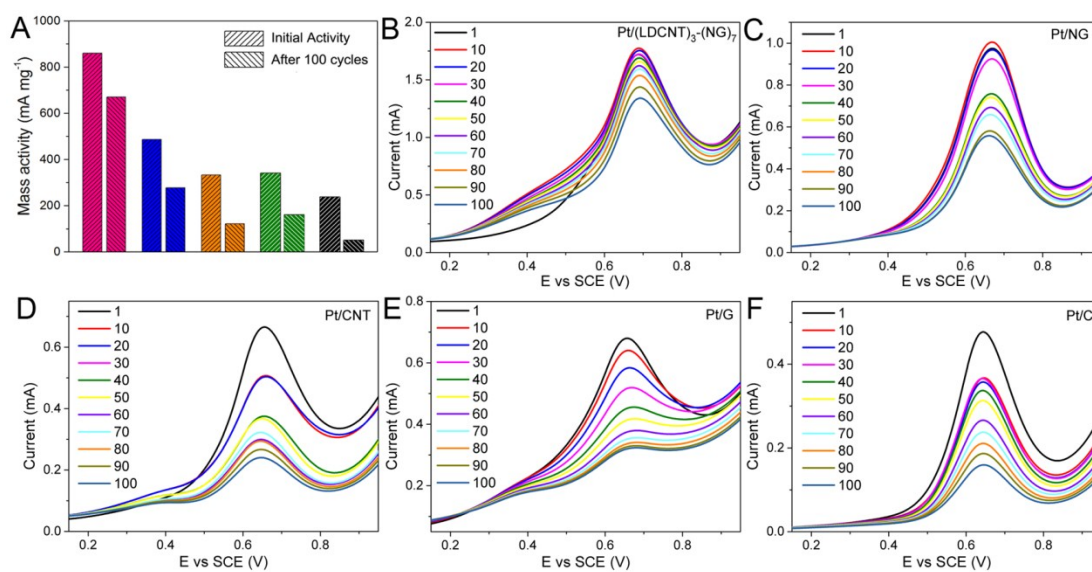 A
Mass activity (mA mg-1)
1000
800
600
400
200
0
Initial Activity
After 100 cycles
B
Pt/(LDCNT)3-(NG)7
Current (mA)
2.0
1.5
1.0
0.5
0.0
1
10
20
30
40
50
60
70
80
90
100
0.2 0.4 0.6 0.8
E vs SCE (V)
C
Pt/NG
Current (mA)
1.0
0.8
0.6
0.4
0.2
0.0
1
10
20
30
40
50
60
70
80
90
100
0.2 0.4 0.6 0.8
E vs SCE (V)
D
Pt/CNT
Current (mA)
0.6
0.4
0.2
0.0
1
10
20
30
40
50
60
70
80
90
100
0.2 0.4 0.6 0.8
E vs SCE (V)
E
Pt/G
Current (mA)
0.8
0.6
0.4
0.2
1
10
20
30
40
50
60
70
80
90
100
0.2 0.4 0.6 0.8
E vs SCE (V)
F
Pt/C
Current (mA)
0.4
0.2
0.0
1
10
20
30
40
50
60
70
80
90
100
0.2 0.4 0.6 0.8
E vs SCE (V)